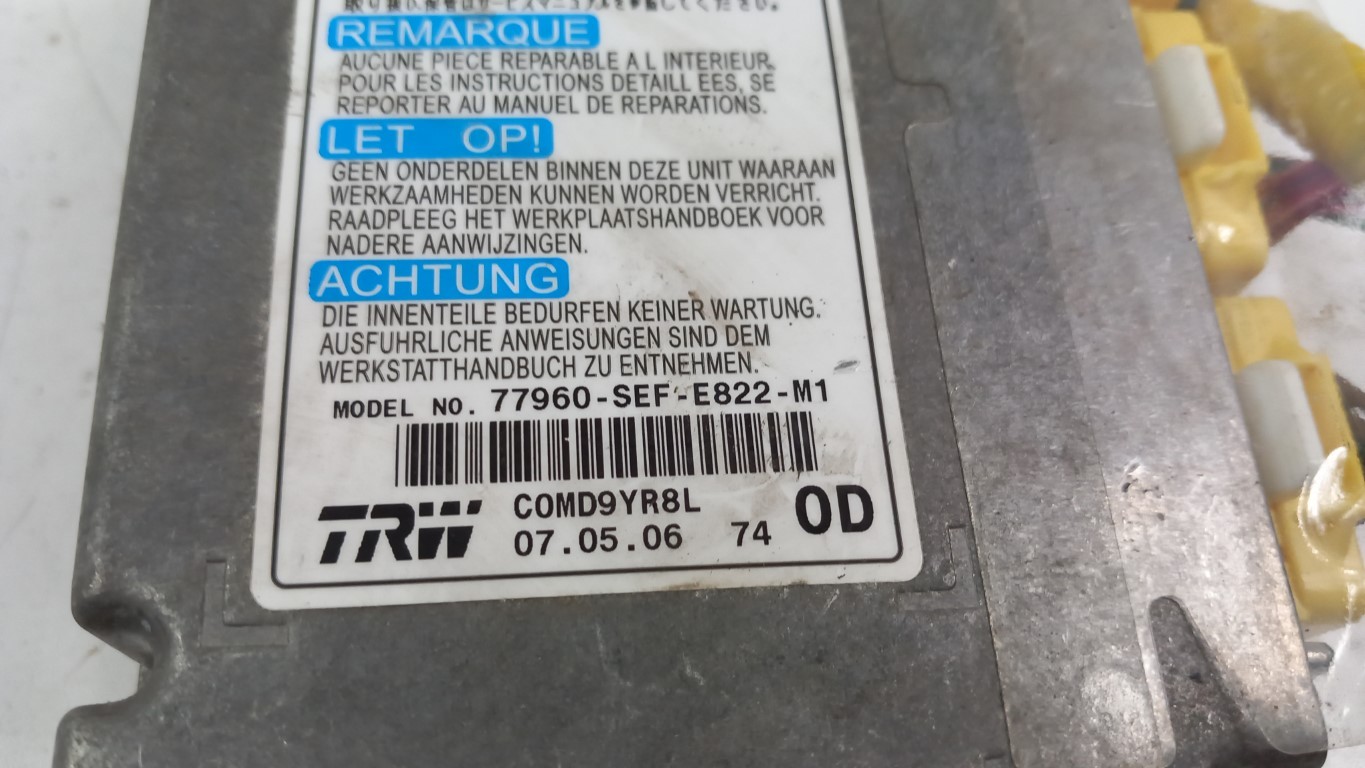 REMARQUE
AUCUNE PIECE REPARABLE A L INTERIEUR.
POUR LES INSTRUCTIONS DETAILL EES, SE
REPORTER AU MANUEL DE REPARATIONS.
LET OP!
GEEN ONDERDELEN BINNEN DEZE UNIT WAARAAN
WERKZAAMHEDEN KUNNEN WORDEN VERRICHT.
RAADPLEEG HET WERKPLAATSHANDBOEK VOOR
NADERE AANWIJZINGEN.
ACHTUNG
DIE INNENTEILE BEDURFEN KEINER WARTUNG.
AUSFUHRLICHE ANWEISUNGEN SIND DEM
WERKSTATTHANDBUCH ZU ENTNEHMEN.
MODEL NO. 77960-SEF-E822-M1
TRW COMD9YR8L 0D
07.05.06 74